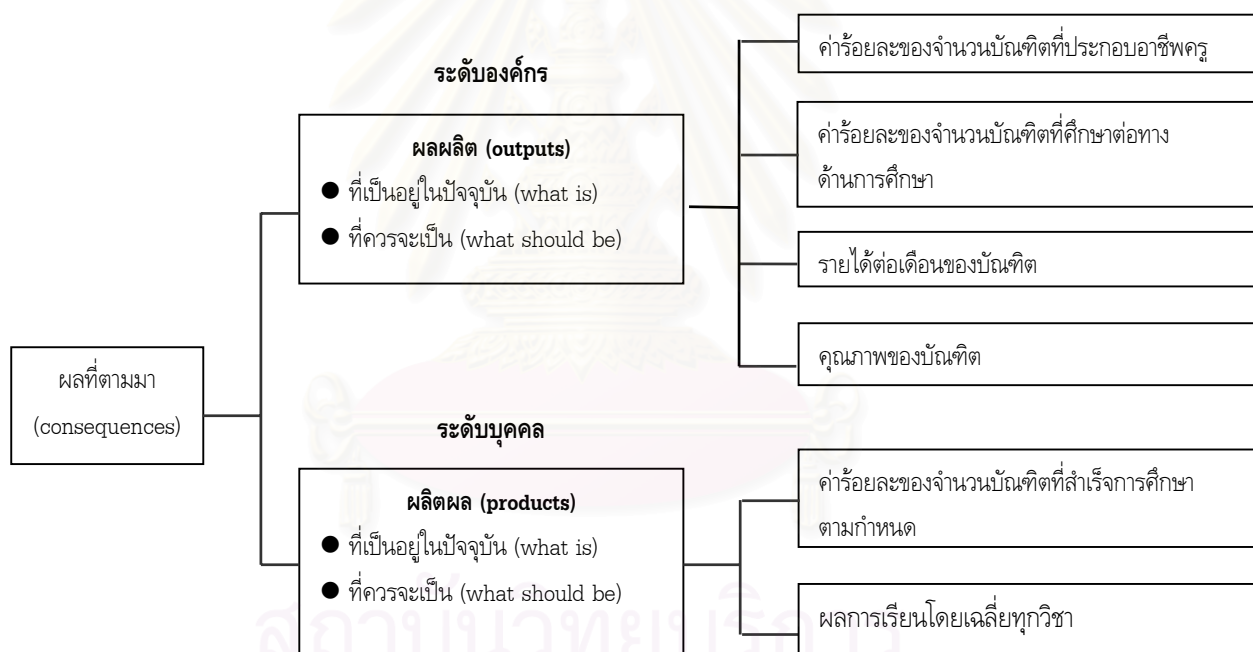 ระดับองค์กร
ผลผลิต (outputs)
● ที่เป็นอยู่ในปัจจุบัน (what is)
● ที่ควรจะเป็น (what should be)
ค่าร้อยละของจำนวนบัณฑิตที่ประกอบอาชีพครู
ค่าร้อยละของจำนวนบัณฑิตที่ศึกษาต่อทาง
ด้านการศึกษา
รายได้ต่อเดือนของบัณฑิต
คุณภาพของบัณฑิต
ผลที่ตามมา
(consequences)
ระดับบุคคล
ผลิตผล (products)
● ที่เป็นอยู่ในปัจจุบัน (what is)
● ที่ควรจะเป็น (what should be)
ค่าร้อยละของจำนวนบัณฑิตที่สำเร็จการศึกษา
ตามกำหนด
ผลการเรียนโดยเฉลี่ยทุกวิชา
สถาบันวิทยบริการ